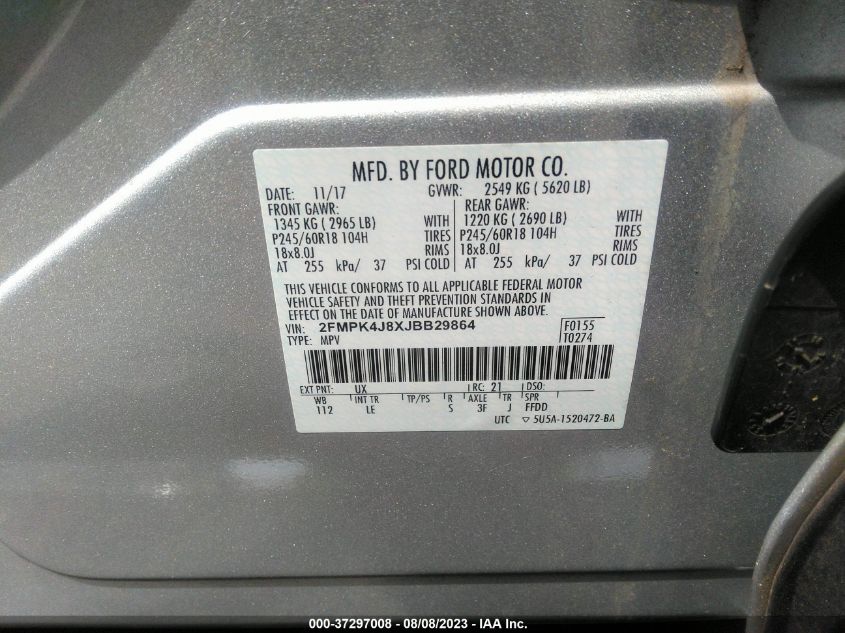 MFD. BY FORD MOTOR CO.
DATE: 11/17 GVWR: 2549 KG ( 5620 LB)
FRONT GAWR: REAR GAWR:
1345 KG ( 2965 LB) WITH 1220 KG ( 2690 LB) WITH
P245/60R18 104H TIRES P245/60R18 104H TIRES
18x8.0J RIMS 18x8.0J RIMS
AT 255 kPa/ 37 PSI COLD AT 255 kPa/ 37 PSI COLD
THIS VEHICLE CONFORMS TO ALL APPLICABLE FEDERAL MOTOR
VEHICLE SAFETY AND THEFT PREVENTION STANDARDS IN
EFFECT ON THE DATE OF MANUFACTURE SHOWN ABOVE.
VIN: 2FMPK4J8XJBB29864 F0155
TYPE: MPV T0274
EXT PNT: UX RC: 21 DSO:
WB INT TR TP/PS R AXLE TR SPR
112 LE S 3F J FFDD
UTC ▽ 5U5A-1520472-BA
000-37297008 - 08/08/2023 - IAA Inc.